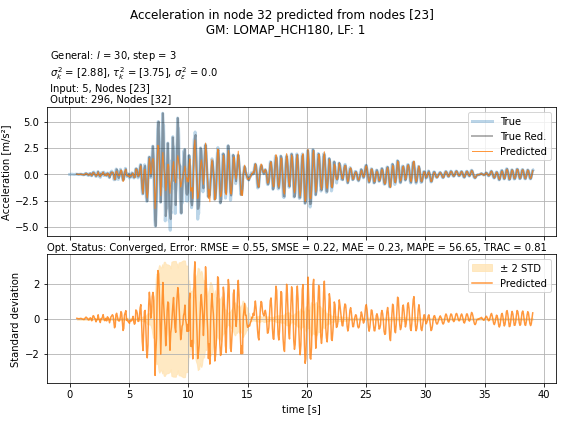 Acceleration in node 32 predicted from nodes [23]
GM: LOMAP_HCH180, LF: 1
General: l = 30, step = 3
σ²ₖ = [2.88], τ²ₖ = [3.75], σ²ε = 0.0
Input: 5, Nodes [23]
Output: 296, Nodes [32]
Acceleration [m/s²]
5.0
2.5
0.0
−2.5
−5.0
True
True Red.
Predicted
Opt. Status: Converged, Error: RMSE = 0.55, SMSE = 0.22, MAE = 0.23, MAPE = 56.65, TRAC = 0.81
Standard deviation
2
0
−2
± 2 STD
Predicted
0 5 10 15 20 25 30 35 40
time [s]